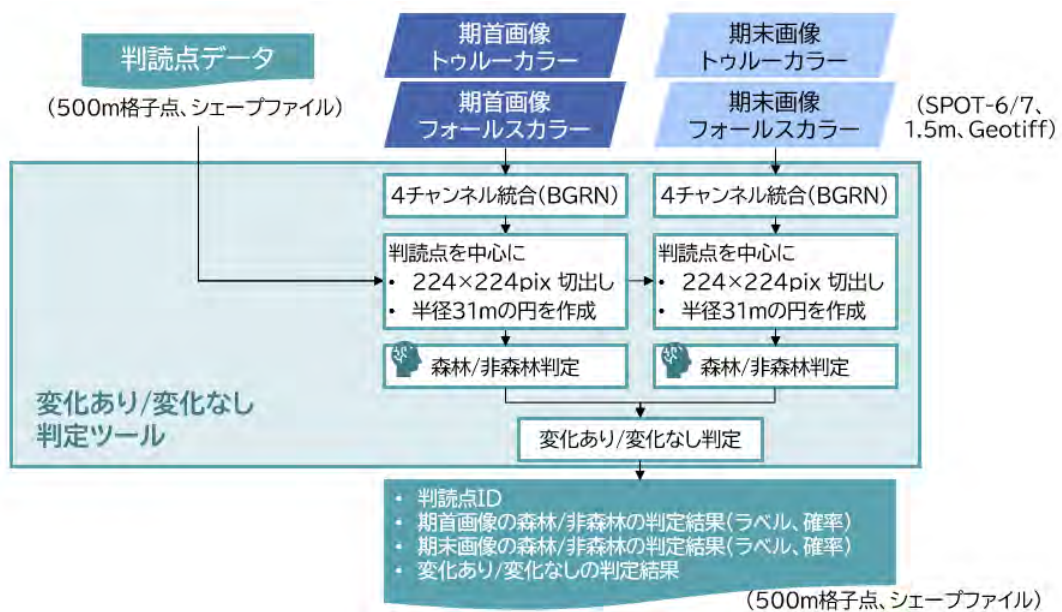 判読点データ
(500m格子点、シェープファイル)
期首画像
トゥルーカラー
期首画像
フォールスカラー
期末画像
トゥルーカラー
期末画像
フォールスカラー
(SPOT-6/7、
1.5m、Geotiff)
4チャンネル統合(BGRN)
4チャンネル統合(BGRN)
判読点を中心に
• 224×224pix 切出し
• 半径31mの円を作成
判読点を中心に
• 224×224pix 切出し
• 半径31mの円を作成
森林/非森林判定
森林/非森林判定
変化あり/変化なし
判定ツール
変化あり/変化なし判定
• 判読点ID
• 期首画像の森林/非森林の判定結果(ラベル、確率)
• 期末画像の森林/非森林の判定結果(ラベル、確率)
• 変化あり/変化なしの判定結果
(500m格子点、シェープファイル)